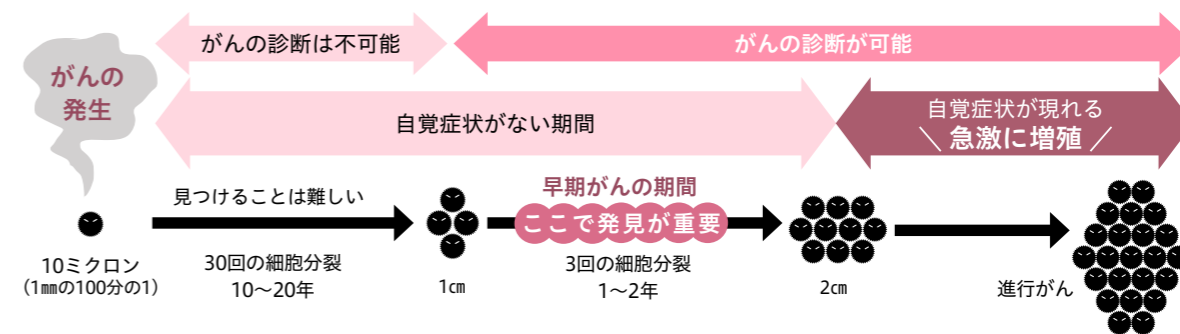 がんの
発生
がんの診断は不可能
がんの診断が可能
自覚症状がない期間
自覚症状が現れる
＼ 急激に増殖 ／
見つけることは難しい
早期がんの期間
ここで発見が重要
10ミクロン
（1㎜の100分の1）
30回の細胞分裂
10〜20年
1㎝
3回の細胞分裂
1〜2年
2㎝
進行がん